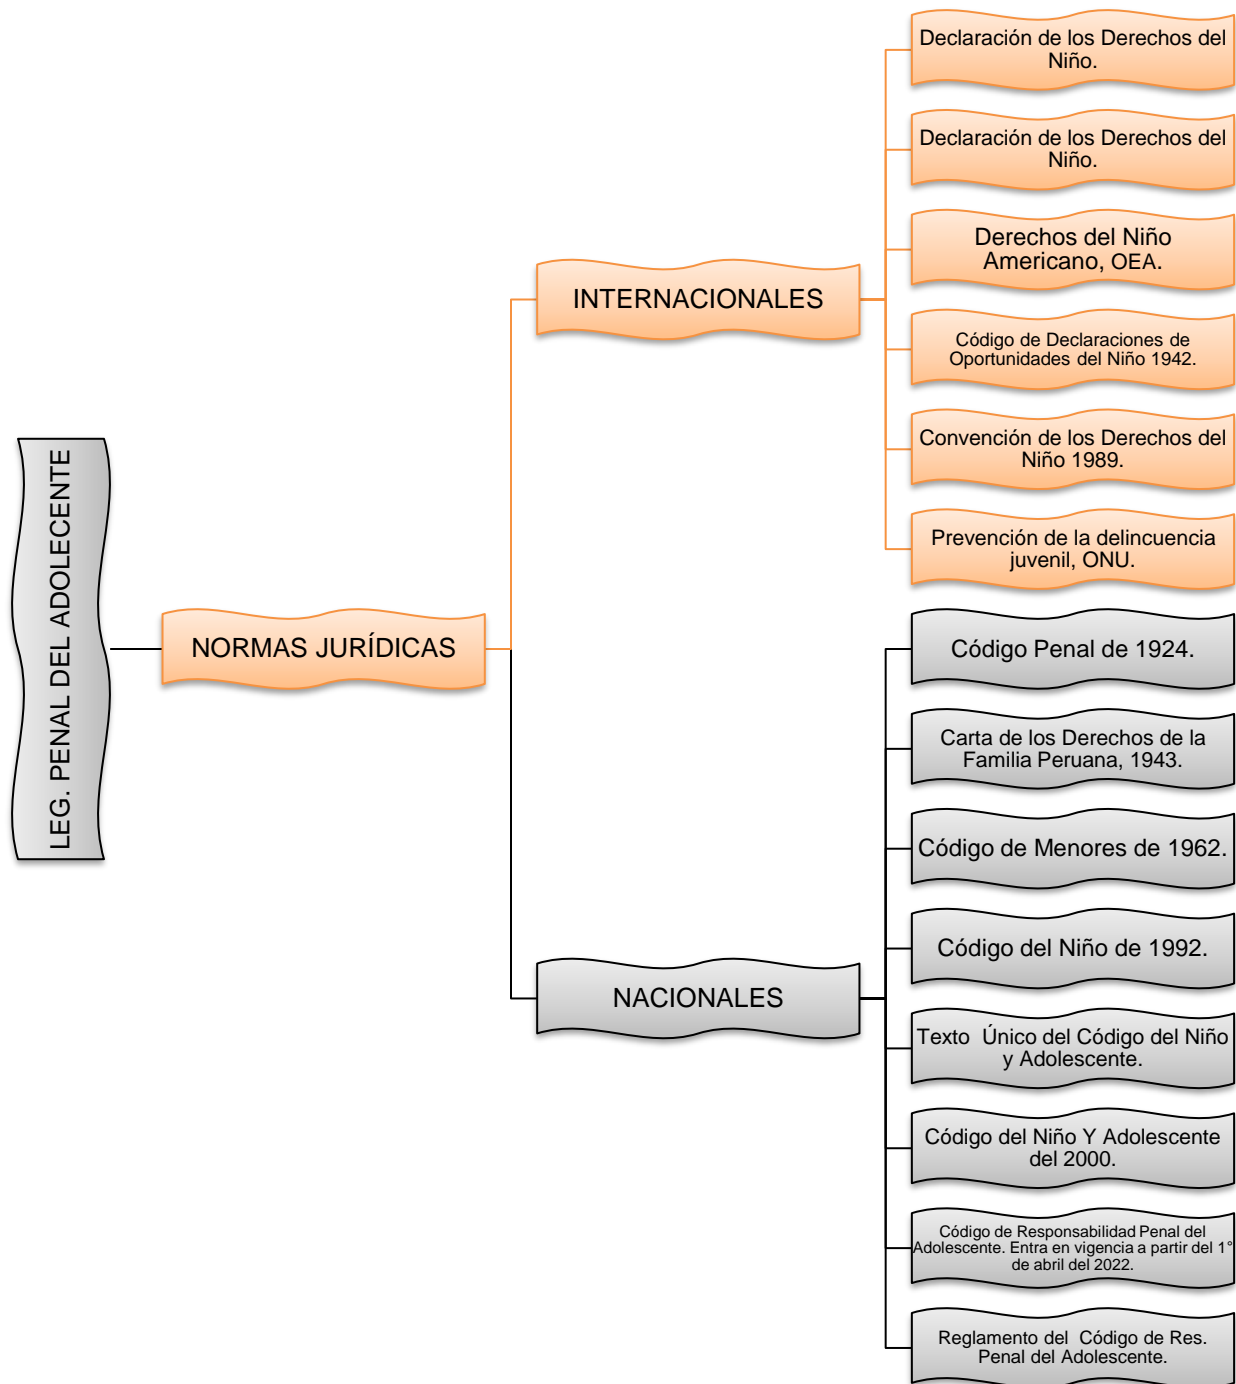 LEG. PENAL DEL ADOLECENTE
NORMAS JURÍDICAS
INTERNACIONALES
Declaración de los Derechos del
Niño.
Declaración de los Derechos del
Niño.
Derechos del Niño
Americano, OEA.
Código de Declaraciones de
Oportunidades del Niño 1942.
Convención de los Derechos del
Niño 1989.
Prevención de la delincuencia
juvenil, ONU.
NACIONALES
Código Penal de 1924.
Carta de los Derechos de la
Familia Peruana, 1943.
Código de Menores de 1962.
Código del Niño de 1992.
Texto Único del Código del Niño
y Adolescente.
Código del Niño Y Adolescente
del 2000.
Código de Responsabilidad Penal del
Adolescente. Entra en vigencia a partir del 1°
de abril del 2022.
Reglamento del Código de Res.
Penal del Adolescente.